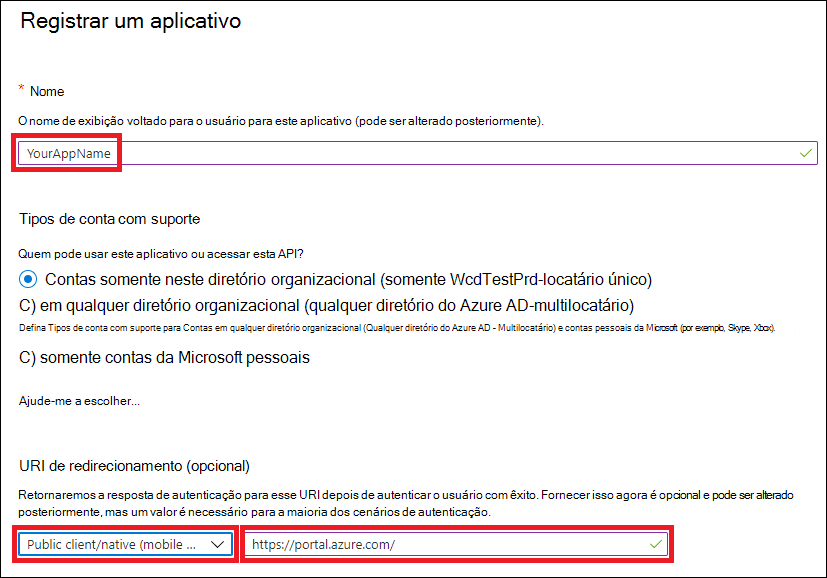 Registrar um aplicativo
* Nome
O nome de exibição voltado para o usuário para este aplicativo (pode ser alterado posteriormente).
YourAppName
Tipos de conta com suporte
Quem pode usar este aplicativo ou acessar esta API?
Contas somente neste diretório organizacional (somente WcdTestPrd-locatário único)
C) em qualquer diretório organizacional (qualquer diretório do Azure AD-multilocatário)
Defina Tipos de conta com suporte para Contas em qualquer diretório organizacional (Qualquer diretório do Azure AD - Multilocatário) e contas pessoais da Microsoft (por exemplo, Skype, Xbox).
C) somente contas da Microsoft pessoais
Ajude-me a escolher...
URI de redirecionamento (opcional)
Retornaremos a resposta de autenticação para esse URI depois de autenticar o usuário com êxito. Fornecer isso agora é opcional e pode ser alterado
posteriormente, mas um valor é necessário para a maioria dos cenários de autenticação.
Public client/native (mobile ... https://portal.azure.com/